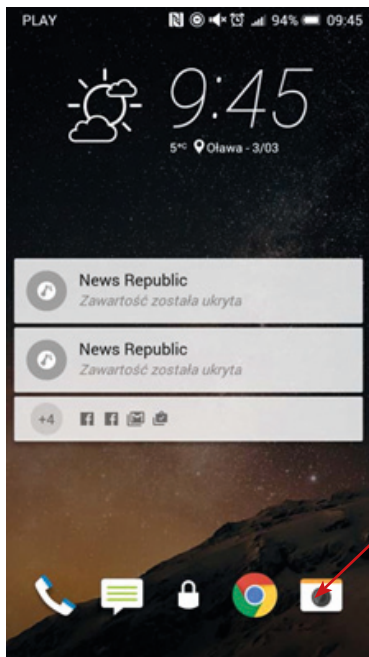 PLAY 94% 09:45
9:45
5°C Oława - 3/03
News Republic
Zawartość została ukryta
News Republic
Zawartość została ukryta
+4